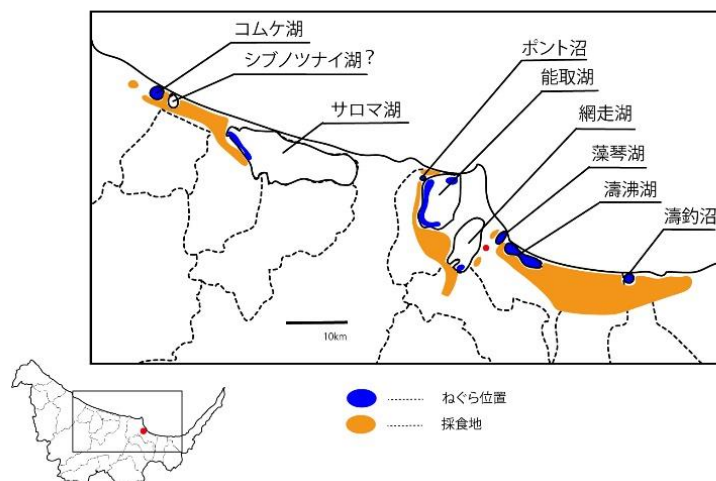 コムケ湖
シブノツナイ湖？
サロマ湖
ポント沼
能取湖
網走湖
藻琴湖
濤沸湖
濤釣沼
10km
ねぐら位置
採食地